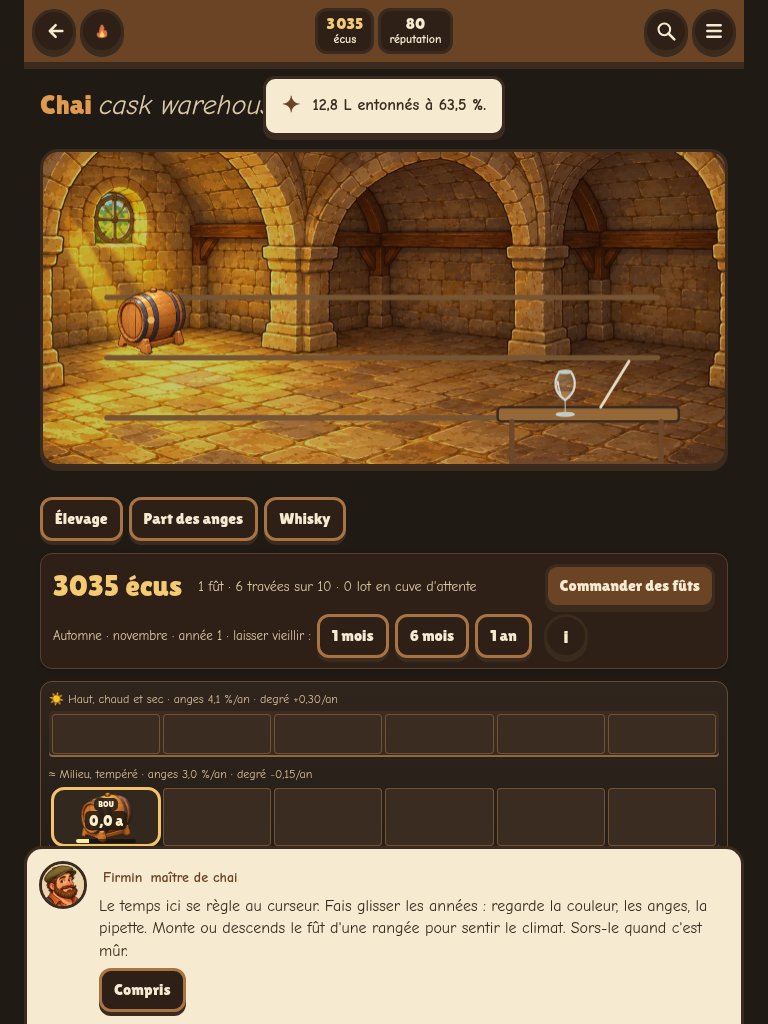 3035
écus
80
réputation
Chai cask
12,8 L entonnés à 63,5 %.
Élevage
Part des anges
Whisky
3035 écus
1 fût · 6 travées sur 10 · 0 lot en cuve d'attente
Commander des fûts
Automne · novembre · année 1 · laisser vieillir :
1 mois
6 mois
1 an
i
Haut, chaud et sec · anges 4,1 %/an · degré +0,30/an
≈ Milieu, tempéré · anges 3,0 %/an · degré -0,15/an
BOU
0,0 a
Firmin maître de chai
Le temps ici se règle au curseur. Fais glisser les années : regarde la couleur, les anges, la
pipette. Monte ou descends le fût d'une rangée pour sentir le climat. Sors-le quand c'est
mûr.
Compris